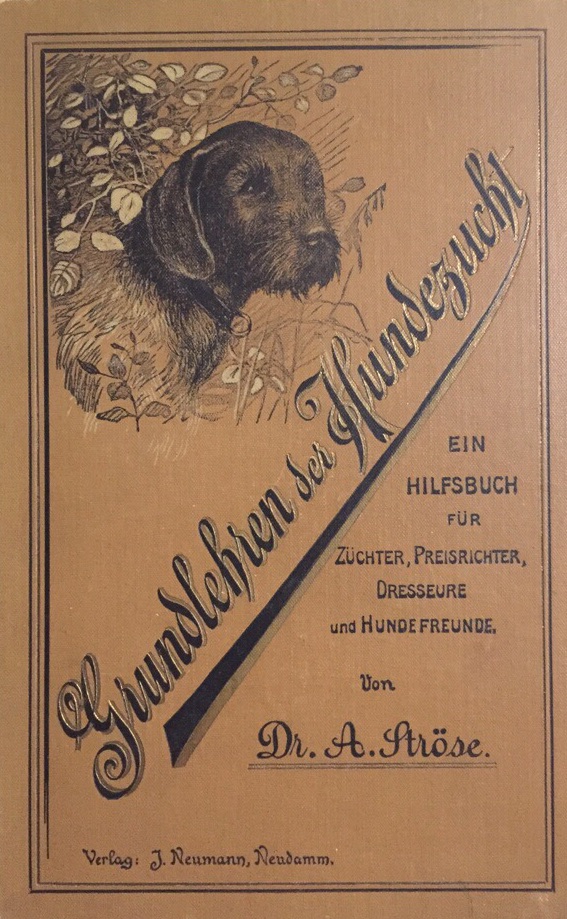 Grundlehren der Hundezucht
EIN
HILFSBUCH
FÜR
ZÜCHTER, PREISRICHTER,
DRESSEURE
und HUNDEFREUNDE.
Von
Dr. A. Ströse.
Verlag: J. Neumann, Neudamm.